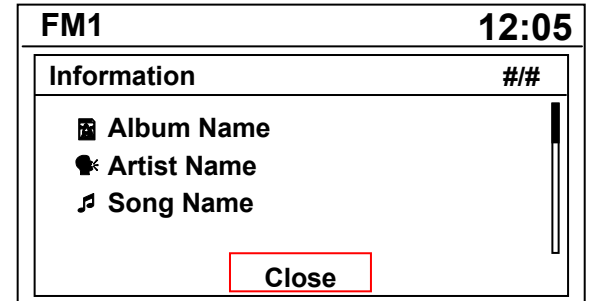 FM1 12:05
Information #/#
Album Name
Artist Name
Song Name
Close